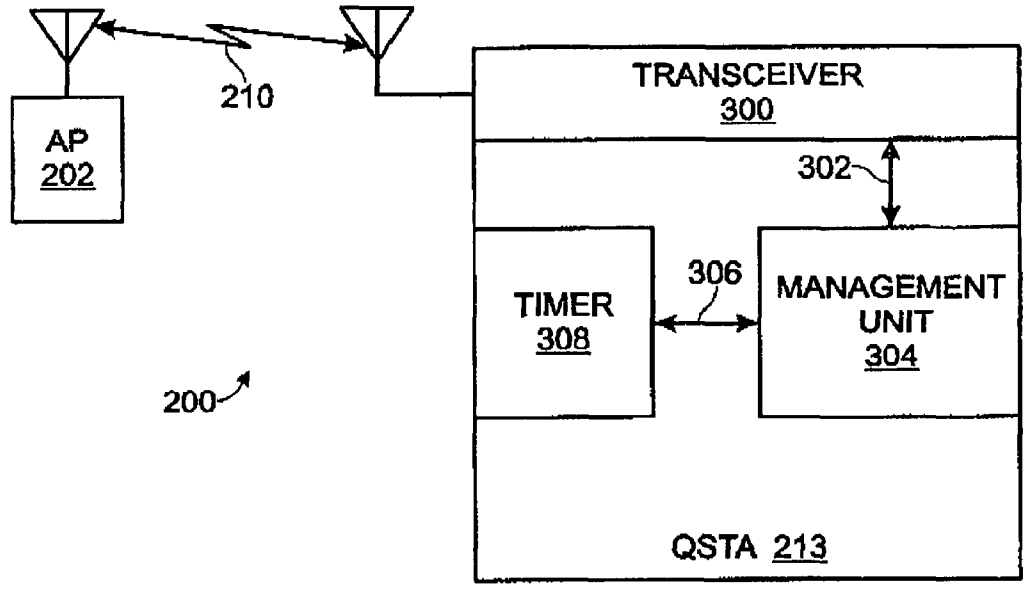 210
AP
202
TRANSCEIVER
300
302
TIMER
308
306
MANAGEMENT
UNIT
304
200
QSTA 213